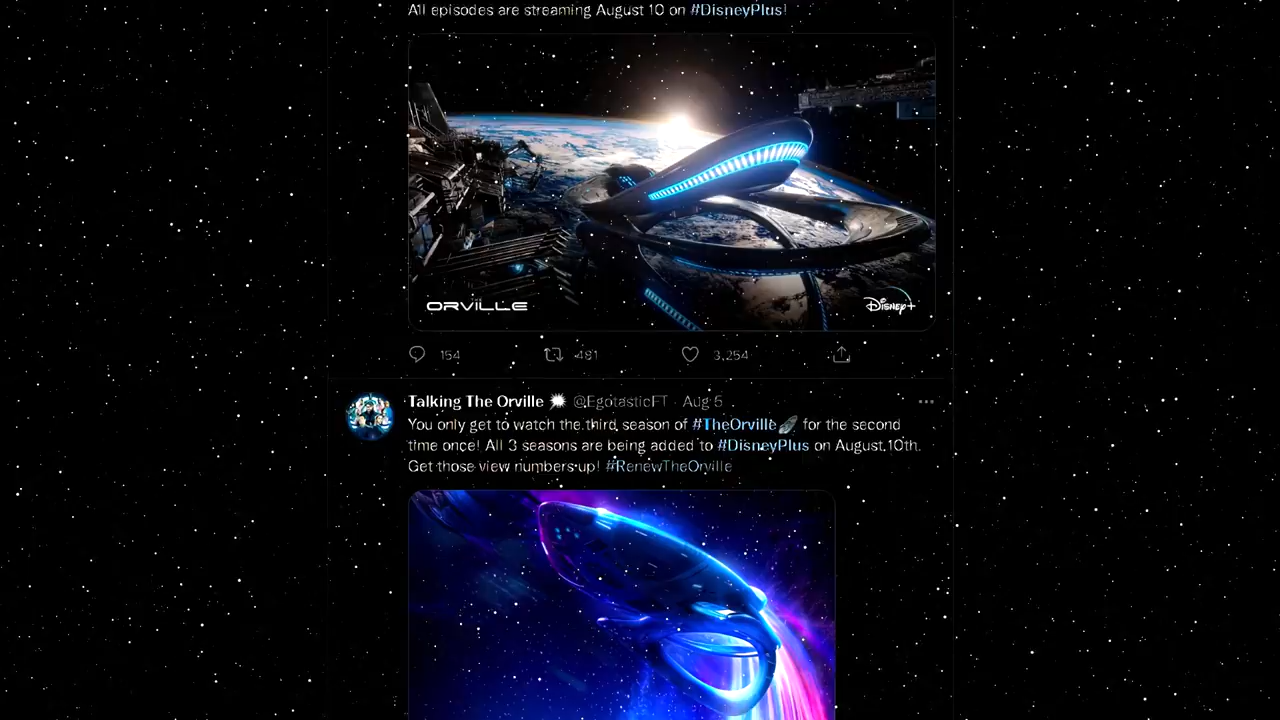 All episodes are streaming August 10 on #DisneyPlus!
THE ORVILLE
Disney+
154 481 3,254
Talking The Orville @EgotasticFT · Aug 5
You only get to watch the third season of #TheOrville for the second
time once! All 3 seasons are being added to #DisneyPlus on August 10th.
Get those view numbers up! #RenewTheOrville